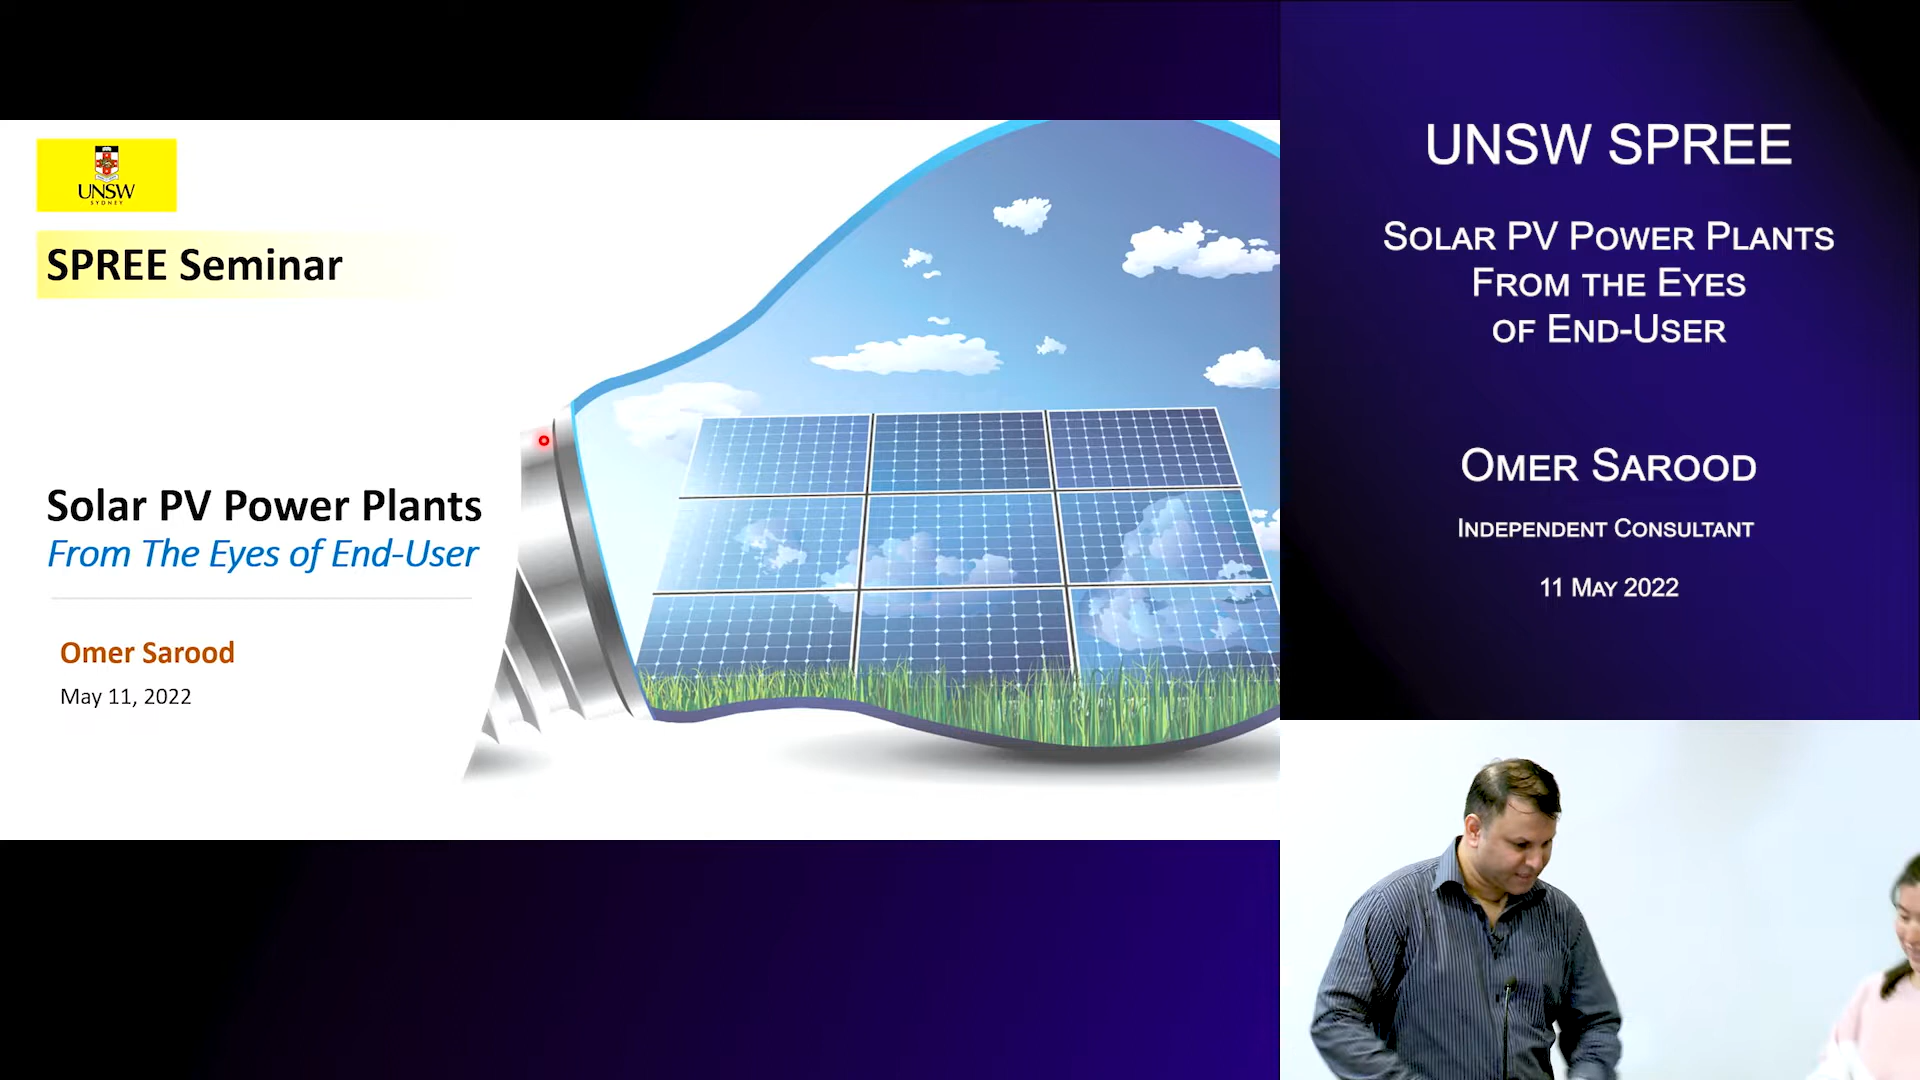 UNSW
SYDNEY
SPREE Seminar
Solar PV Power Plants
From The Eyes of End-User
Omer Sarood
May 11, 2022
UNSW SPREE
SOLAR PV POWER PLANTS
FROM THE EYES
OF END-USER
OMER SAROOD
INDEPENDENT CONSULTANT
11 MAY 2022